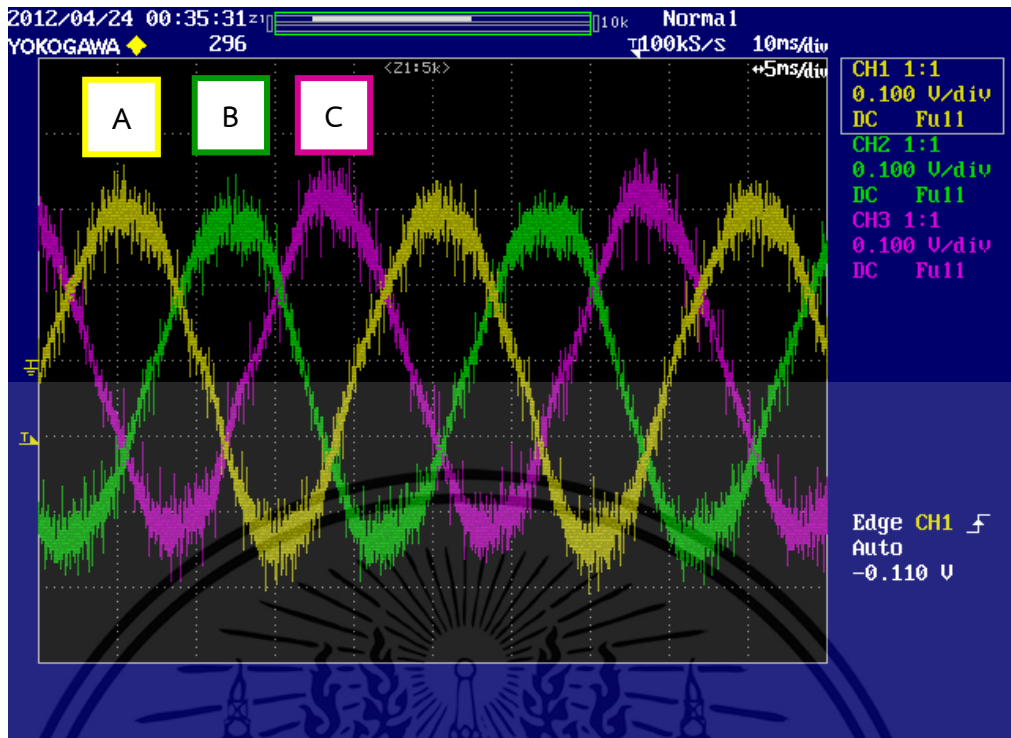 2012/04/24 00:35:31 Z1 10k Normal
YOKOGAWA 296 T 100kS/s 10ms/div
<Z1:5k> 5ms/div
CH1 1:1
0.100 V/div
DC Full
CH2 1:1
0.100 V/div
DC Full
CH3 1:1
0.100 V/div
DC Full
A B C
T
Edge CH1
Auto
-0.110 V